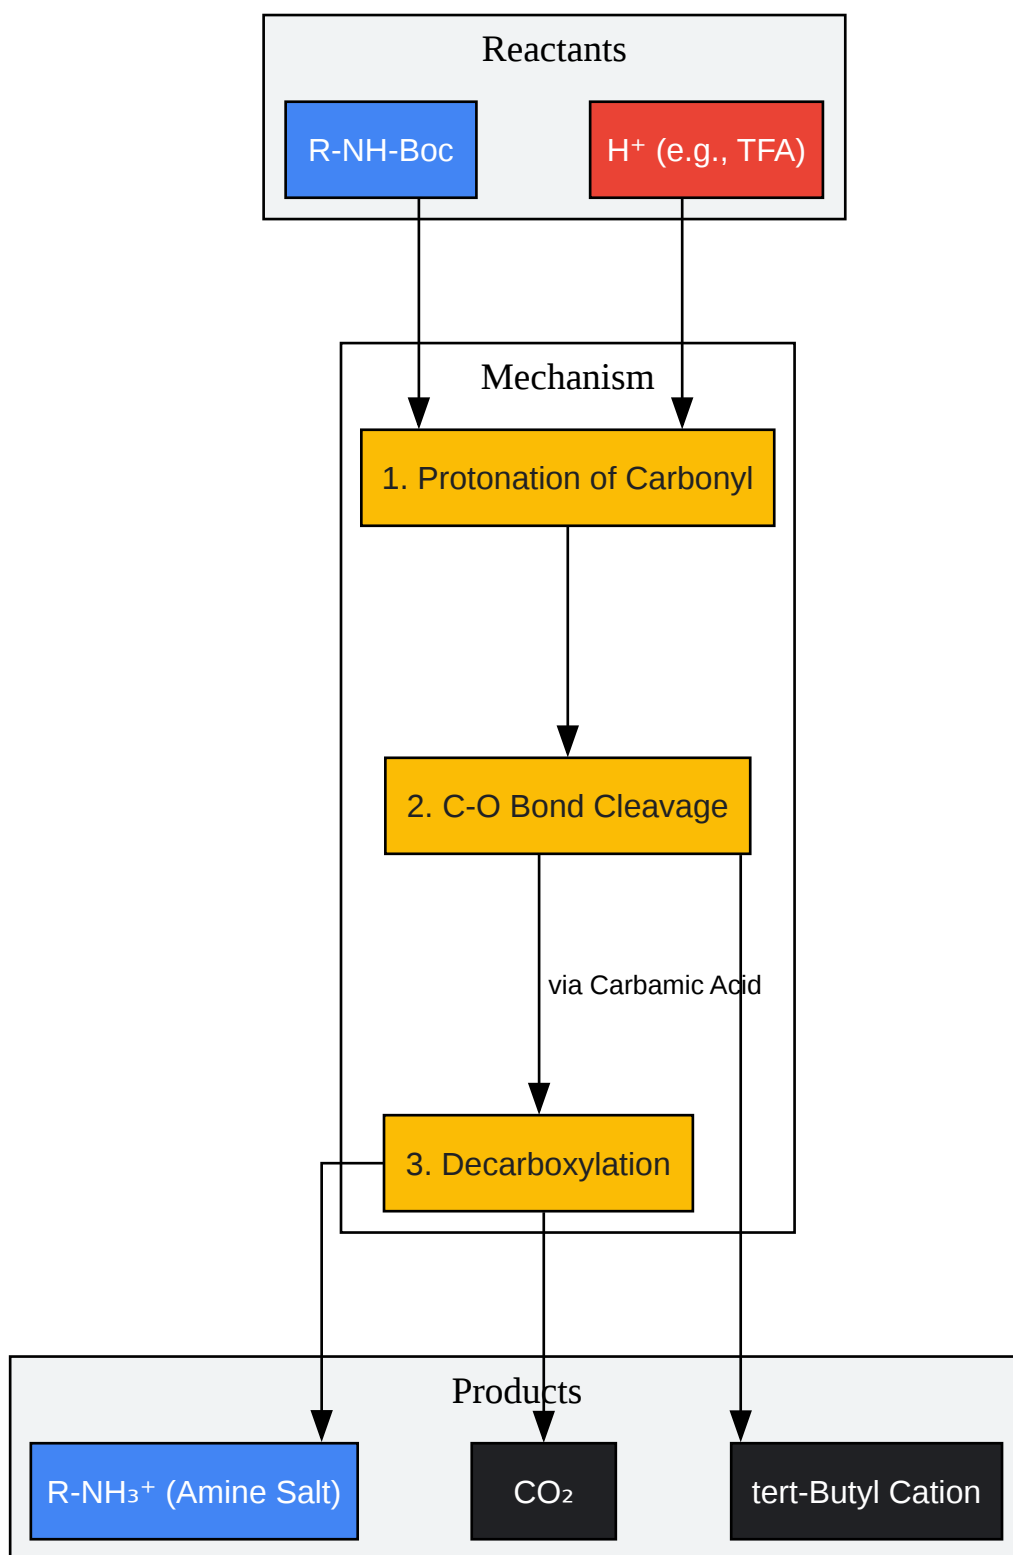 Reactants
R-NH-Boc
H⁺ (e.g., TFA)
Mechanism
1. Protonation of Carbonyl
2. C-O Bond Cleavage
via Carbamic Acid
3. Decarboxylation
Products
R-NH₃⁺ (Amine Salt)
CO₂
tert-Butyl Cation